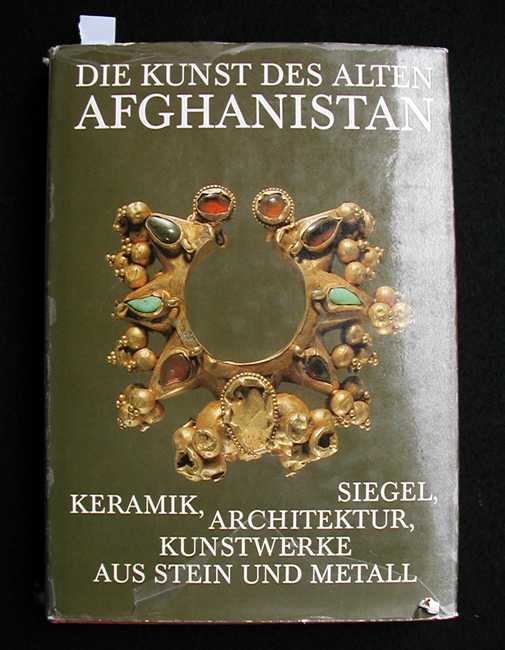 DIE KUNST DES ALTEN
AFGHANISTAN
KERAMIK, SIEGEL,
ARCHITEKTUR,
KUNSTWERKE
AUS STEIN UND METALL